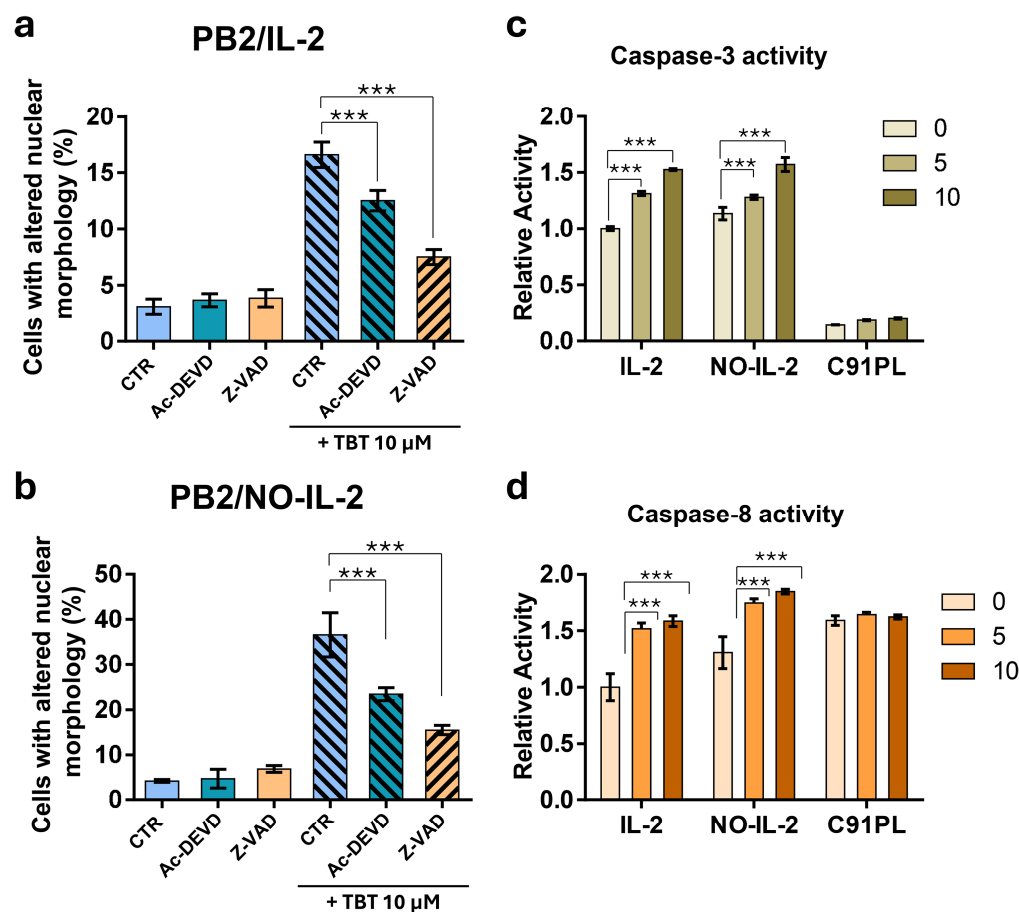 a
PB2/IL-2
Cells with altered nuclear
morphology (%)
20
15
10
5
0
***
***
CTR
Ac-DEVD
Z-VAD
CTR
Ac-DEVD
Z-VAD
+ TBT 10 µM
b
PB2/NO-IL-2
Cells with altered nuclear
morphology (%)
50
40
30
20
10
0
***
***
CTR
Ac-DEVD
Z-VAD
CTR
Ac-DEVD
Z-VAD
+ TBT 10 µM
c
Caspase-3 activity
Relative Activity
2.0
1.5
1.0
0.5
0.0
***
***
***
***
IL-2 NO-IL-2 C91PL
0
5
10
d
Caspase-8 activity
Relative Activity
2.0
1.5
1.0
0.5
0.0
***
***
***
***
IL-2 NO-IL-2 C91PL
0
5
10